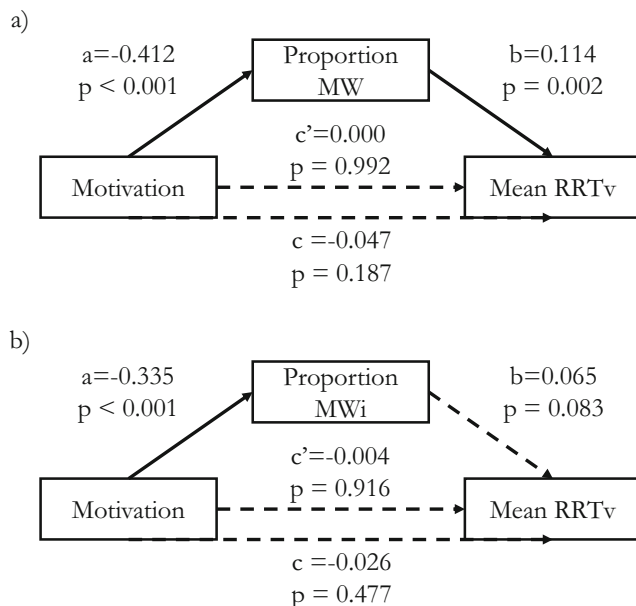 a)
a=-0.412
p < 0.001
Proportion
MW
b=0.114
p = 0.002
c’=0.000
p = 0.992
Motivation
Mean RRTv
c =-0.047
p = 0.187
b)
a=-0.335
p < 0.001
Proportion
MWi
b=0.065
p = 0.083
c’=-0.004
p = 0.916
Motivation
Mean RRTv
c =-0.026
p = 0.477